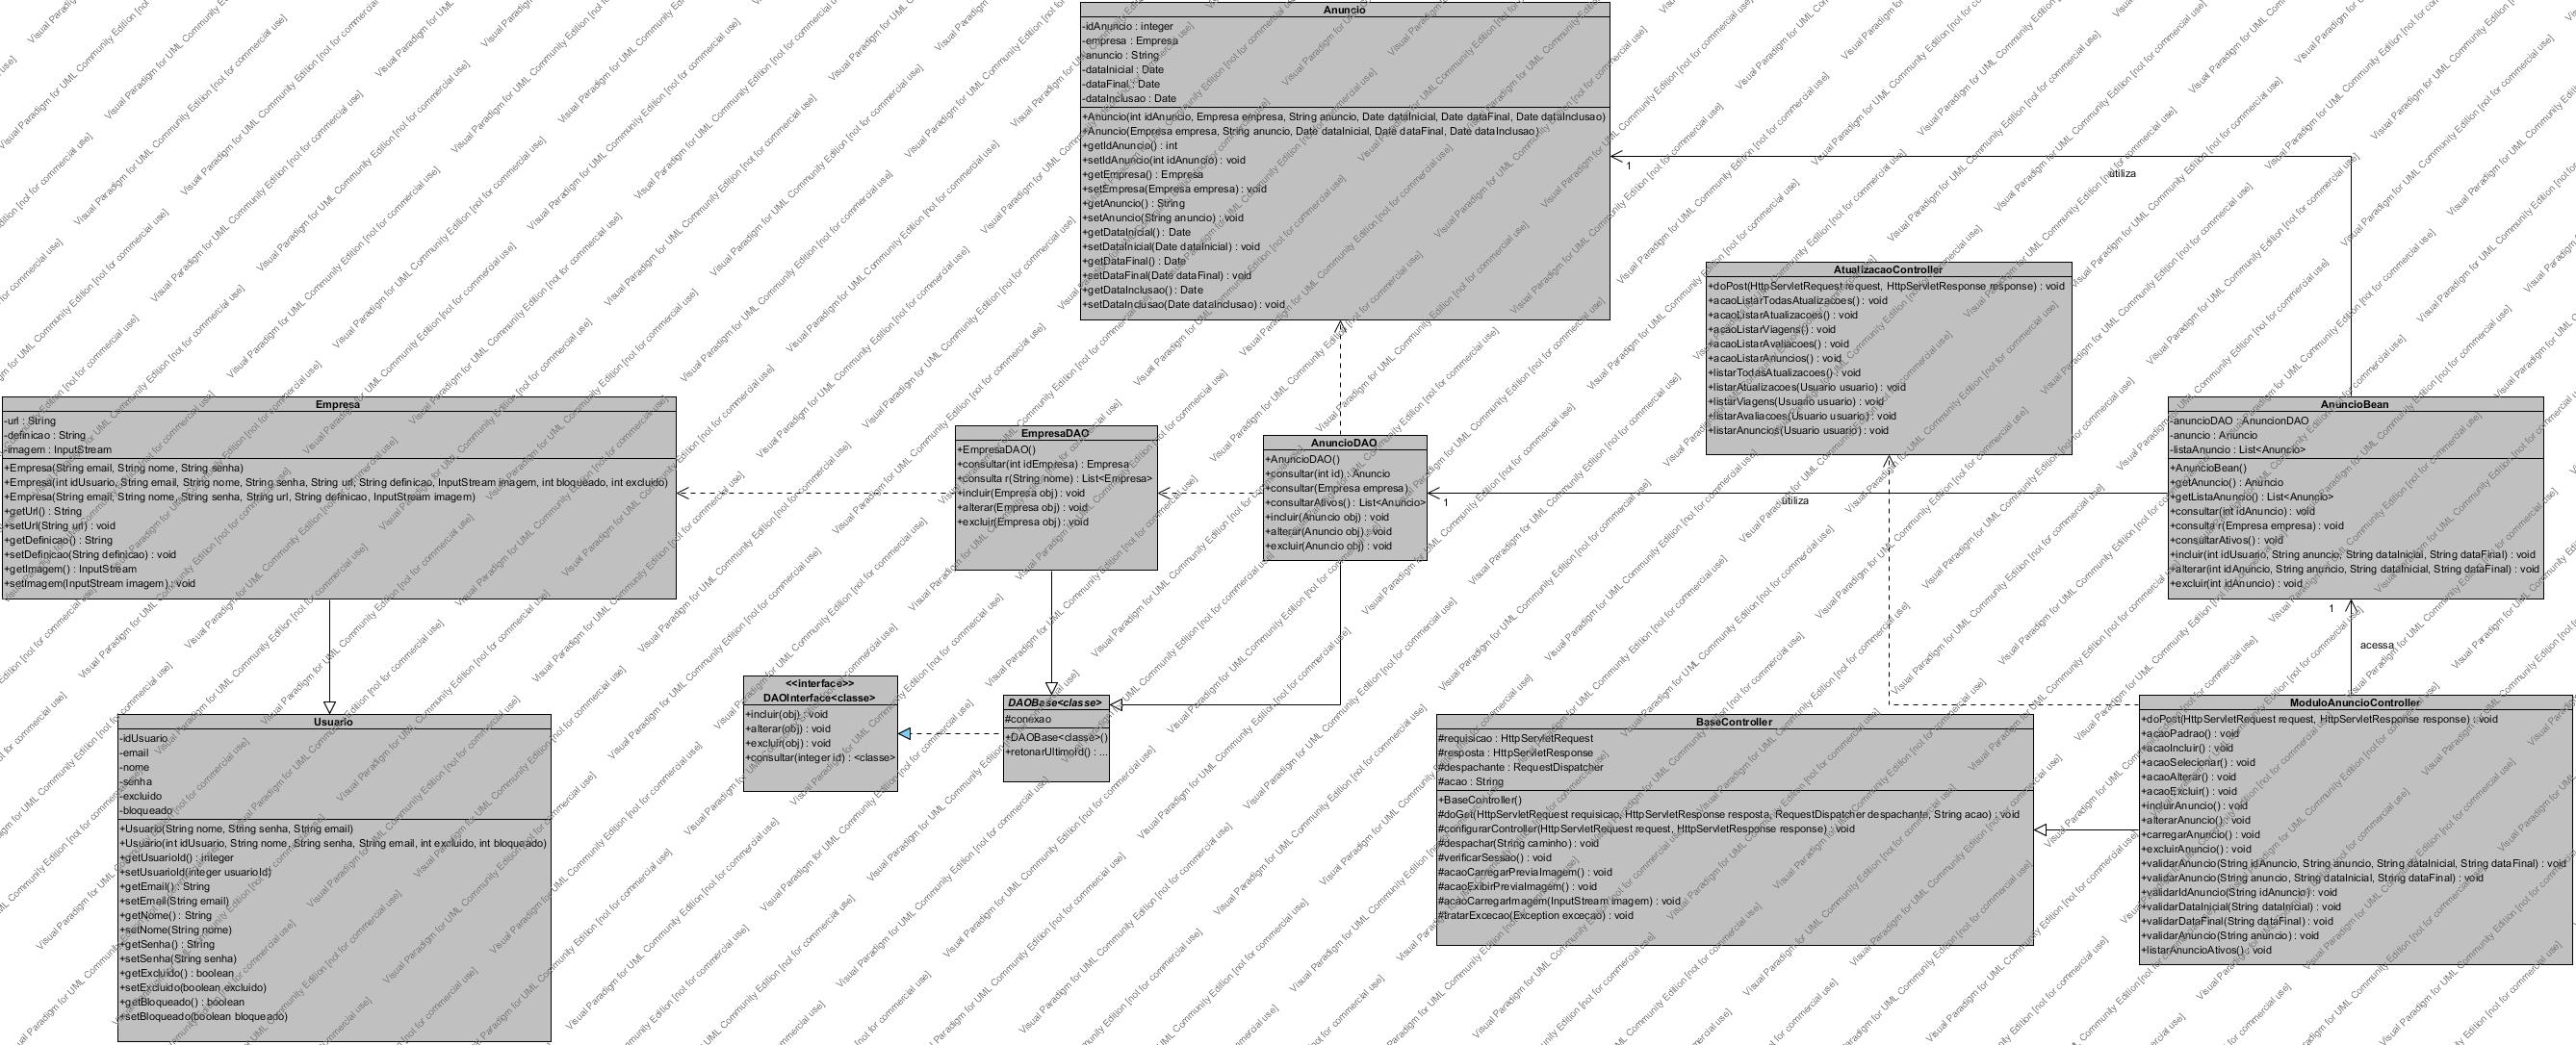 Anuncio
-idAnuncio : integer
-empresa : Empresa
-anuncio : String
-dataInicial : Date
-dataFinal : Date
-dataInclusao : Date
+Anuncio(int idAnuncio, Empresa empresa, String anuncio, Date dataInicial, Date dataFinal, Date dataInclusao)
+Anuncio(Empresa empresa, String anuncio, Date dataInicial, Date dataFinal, Date dataInclusao)
+getIdAnuncio() : int
+setIdAnuncio(int idAnuncio) : void
+getEmpresa() : Empresa
+setEmpresa(Empresa empresa) : void
+getAnuncio() : String
+setAnuncio(String anuncio) : void
+getDataInicial() : Date
+setDataInicial(Date dataInicial) : void
+getDataFinal() : Date
+setDataFinal(Date dataFinal) : void
+getDataInclusao() : Date
+setDataInclusao(Date dataInclusao) : void
1
utiliza
AtualizacaoController
+doPost(HttpServletRequest request, HttpServletResponse response) : void
+acaoListarTodasAtualizacoes() : void
+acaoListarAtualizacoes() : void
+acaoListarViagens() : void
+acaoListarAvaliacoes() : void
+acaoListarAnuncios() : void
+listarTodasAtualizacoes() : void
+listarAtualizacoes(Usuario usuario) : void
+listarViagens(Usuario usuario) : void
+listarAvaliacoes(Usuario usuario) : void
+listarAnuncios(Usuario usuario) : void
Empresa
-url : String
-definicao : String
-imagem : InputStream
+Empresa(String email, String nome, String senha)
+Empresa(int idUsuario, String email, String nome, String senha, String url, String definicao, InputStream imagem, int bloqueado, int excluido)
+Empresa(String email, String nome, String senha, String url, String definicao, InputStream imagem)
+getUrl() : String
+setUrl(String url) : void
+getDefinicao() : String
+setDefinicao(String definicao) : void
+getImagem() : InputStream
+setImagem(InputStream imagem) : void
EmpresaDAO
+EmpresaDAO()
+consultar(int idEmpresa) : Empresa
+consulta r(String nome) : List<Empresa>
+incluir(Empresa obj) : void
+alterar(Empresa obj) : void
+excluir(Empresa obj) : void
AnuncioDAO
+AnuncioDAO()
+consultar(int id) : Anuncio
+consultar(Empresa empresa)
+consultarAtivos() : List<Anuncio>
+incluir(Anuncio obj) : void
+alterar(Anuncio obj) : void
+excluir(Anuncio obj) : void
1
utiliza
AnuncioBean
-anuncioDAO : AnuncionDAO
-anuncio : Anuncio
-listaAnuncio : List<Anuncio>
+AnuncioBean()
+getAnuncio() : Anuncio
+getListaAnuncio() : List<Anuncio>
+consultar(int idAnuncio) : void
+consulta r(Empresa empresa) : void
+consultarAtivos() : void
+incluir(int idUsuario, String anuncio, String dataInicial, String dataFinal) : void
+alterar(int idAnuncio, String anuncio, String dataInicial, String dataFinal) : void
+excluir(int idAnuncio) : void
1
acessa
Usuario
-idUsuario
-email
-nome
-senha
-excluido
-bloqueado
+Usuario(String nome, String senha, String email)
+Usuario(int idUsuario, String nome, String senha, String email, int excluido, int bloqueado)
+getUsuarioId() : integer
+setUsuarioId(integer usuarioId)
+getEmail() : String
+setEmail(String email)
+getNome() : String
+setNome(String nome)
+getSenha() : String
+setSenha(String senha)
+getExcluido() : boolean
+setExcluido(boolean excluido)
+getBloqueado() : boolean
+setBloqueado(boolean bloqueado)
<<interface>>
DAOInterface<classe>
+incluir(obj) : void
+alterar(obj) : void
+excluir(obj) : void
+consultar(integer id) : <classe>
DAOBase<classe>
#conexao
+DAOBase<classe>()
+retonarUltimoId() : ...
BaseController
#requisicao : HttpServletRequest
#resposta : HttpServletResponse
#despachante : RequestDispatcher
#acao : String
+BaseController()
#doGet(HttpServletRequest requisicao, HttpServletResponse resposta, RequestDispatcher despachante, String acao) : void
#configurarController(HttpServletRequest request, HttpServletResponse response) : void
#despachar(String caminho) : void
#verificarSessao() : void
#acaoCarregarPreviaImagem() : void
#acaoExibirPreviaImagem() : void
#acaoCarregarImagem(InputStream imagem) : void
#tratarExcecao(Exception excecao) : void
ModuloAnuncioController
+doPost(HttpServletRequest request, HttpServletResponse response) : void
+acaoPadrao() : void
+acaoIncluir() : void
+acaoSelecionar() : void
+acaoAlterar() : void
+acaoExcluir() : void
+incluirAnuncio() : void
+alterarAnuncio() : void
+carregarAnuncio() : void
+excluirAnuncio() : void
+validarAnuncio(String idAnuncio, String anuncio, String dataInicial, String dataFinal) : void
+validarAnuncio(String anuncio, String dataInicial, String dataFinal) : void
+validarIdAnuncio(String idAnuncio) : void
+validarDataInicial(String dataInicial) : void
+validarDataFinal(String dataFinal) : void
+validarAnuncio(String anuncio) : void
+listarAnuncioAtivos() : void
Visual Paradigm for UML Community Edition [not for commercial use]